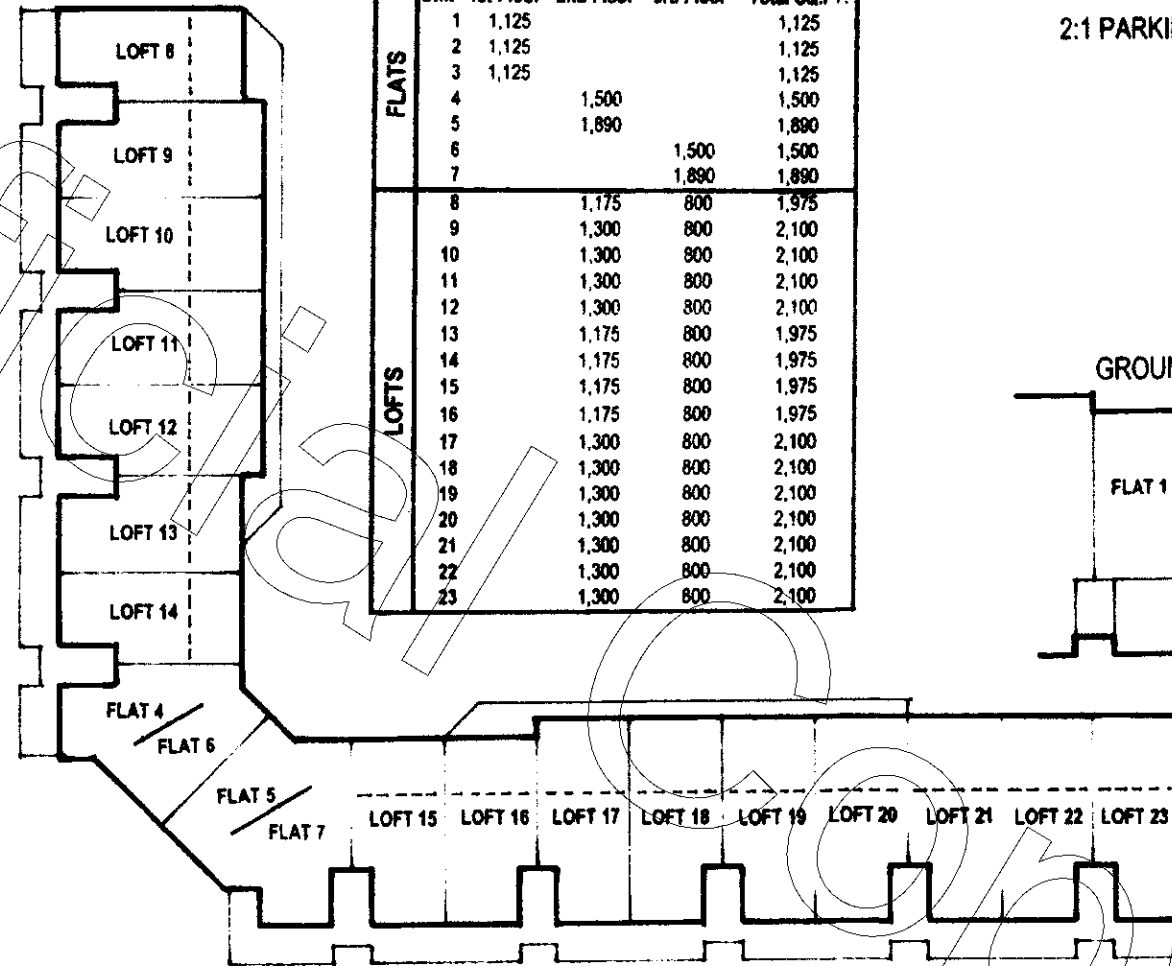 2:1 PARKI
FLATS
1 1,125 1,125
2 1,125 1,125
3 1,125 1,125
4 1,500 1,500
5 1,890 1,890
6 1,500 1,500
7 1,890 1,890
LOFTS
8 1,175 800 1,975
9 1,300 800 2,100
10 1,300 800 2,100
11 1,300 800 2,100
12 1,300 800 2,100
13 1,175 800 1,975
14 1,175 800 1,975
15 1,175 800 1,975
16 1,175 800 1,975
17 1,300 800 2,100
18 1,300 800 2,100
19 1,300 800 2,100
20 1,300 800 2,100
21 1,300 800 2,100
22 1,300 800 2,100
23 1,300 800 2,100
LOFT 8
LOFT 9
LOFT 10
LOFT 11
LOFT 12
LOFT 13
LOFT 14
GROUN
FLAT 1
FLAT 4
FLAT 6
FLAT 5
FLAT 7
LOFT 15 LOFT 16 LOFT 17 LOFT 18 LOFT 19 LOFT 20 LOFT 21 LOFT 22 LOFT 23